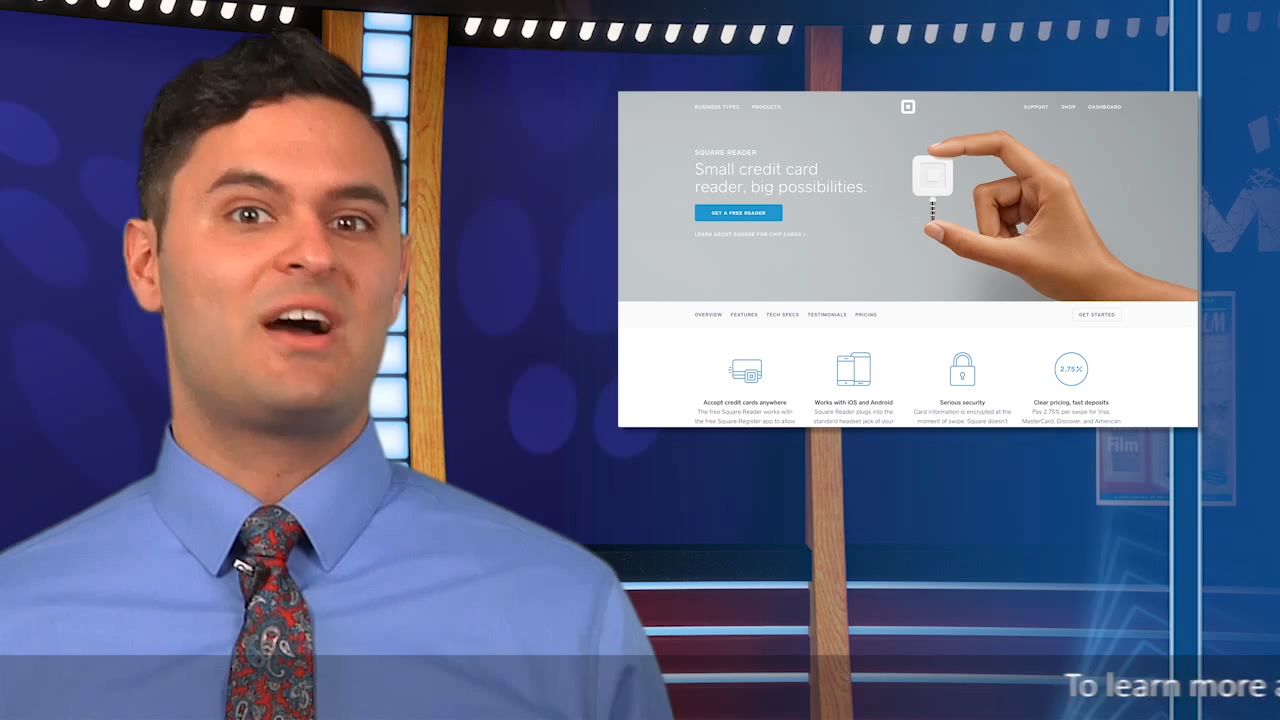 BUSINESS TYPES PRODUCTS SUPPORT SHOP DASHBOARD
SQUARE READER
Small credit card
reader, big possibilities.
GET A FREE READER
LEARN ABOUT SQUARE FOR CHIP CARDS ›
OVERVIEW FEATURES TECH SPECS TESTIMONIALS PRICING GET STARTED
2.75%
Accept credit cards anywhere
The free Square Reader works with
the free Square Register app to allow
Works with iOS and Android
Square Reader plugs into the
standard headset jack of your
Serious security
Card information is encrypted at the
moment of swipe. Square doesn't
Clear pricing, fast deposits
Pay 2.75% per swipe for Visa,
MasterCard, Discover, and American
Film
To learn more a